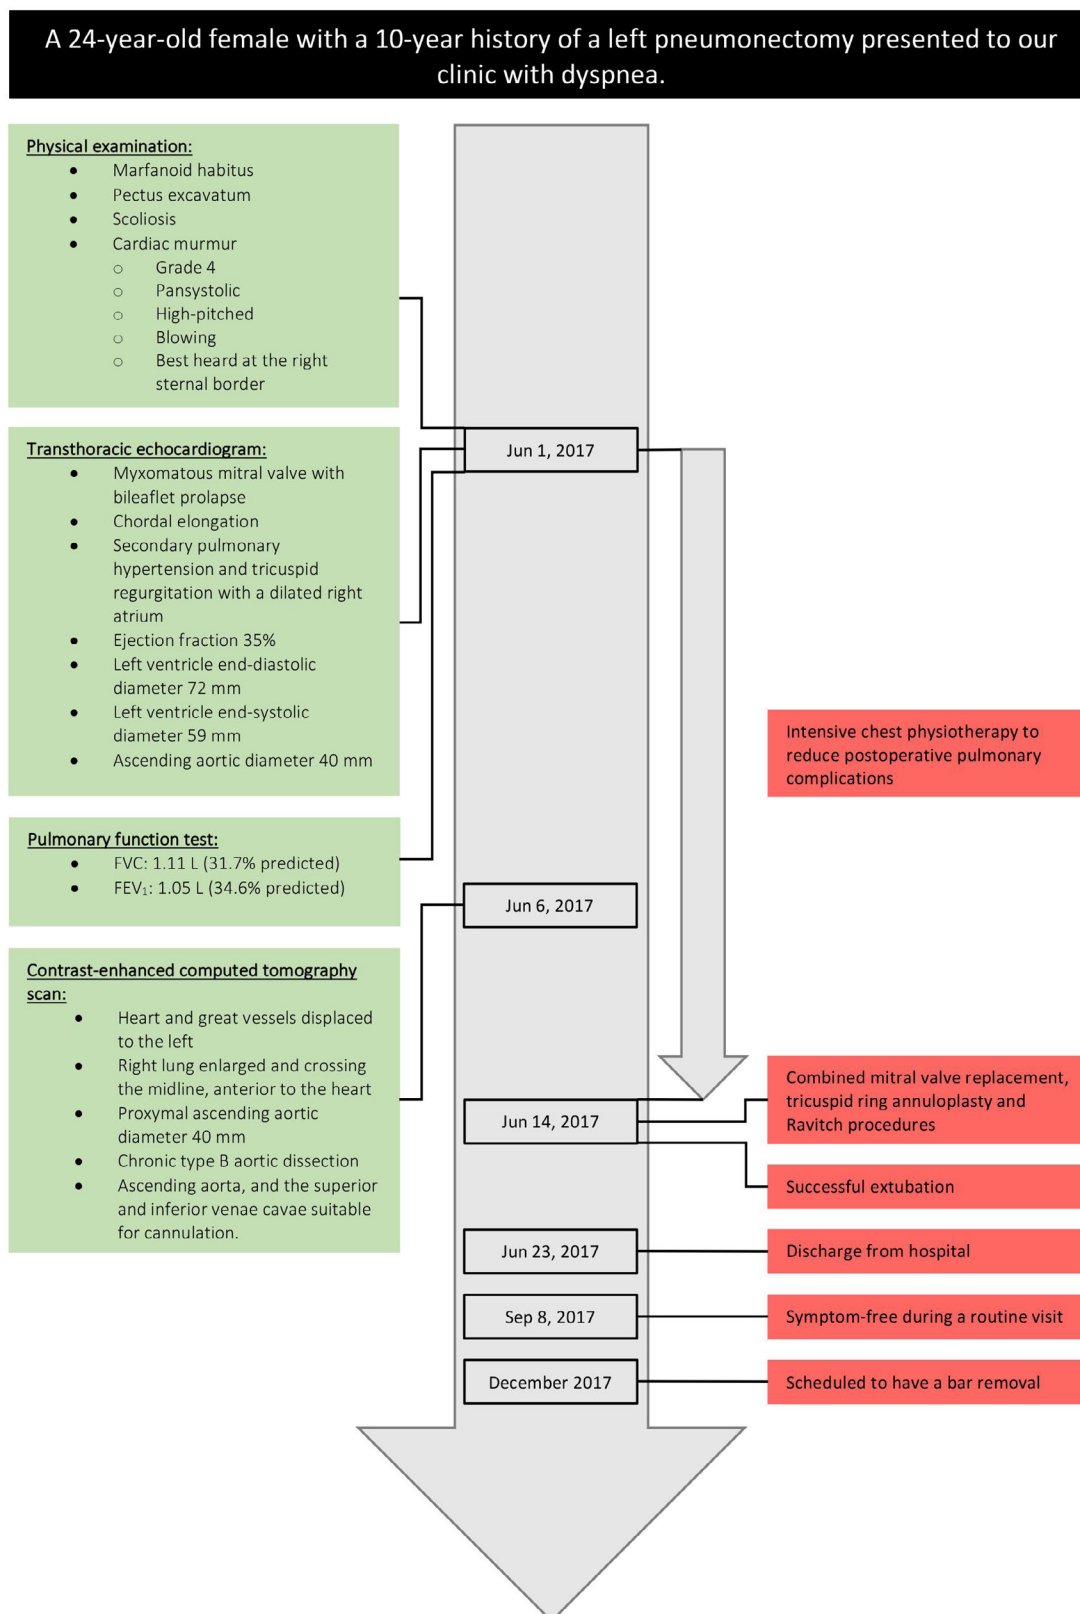 A 24-year-old female with a 10-year history of a left pneumonectomy presented to our
clinic with dyspnea.
Physical examination:
• Marfanoid habitus
• Pectus excavatum
• Scoliosis
• Cardiac murmur
o Grade 4
o Pansystolic
o High-pitched
o Blowing
o Best heard at the right
sternal border
Transthoracic echocardiogram:
• Myxomatous mitral valve with
bileaflet prolapse
• Chordal elongation
• Secondary pulmonary
hypertension and tricuspid
regurgitation with a dilated right
atrium
• Ejection fraction 35%
• Left ventricle end-diastolic
diameter 72 mm
• Left ventricle end-systolic
diameter 59 mm
• Ascending aortic diameter 40 mm
Pulmonary function test:
• FVC: 1.11 L (31.7% predicted)
• FEV₁: 1.05 L (34.6% predicted)
Contrast-enhanced computed tomography
scan:
• Heart and great vessels displaced
to the left
• Right lung enlarged and crossing
the midline, anterior to the heart
• Proxymal ascending aortic
diameter 40 mm
• Chronic type B aortic dissection
• Ascending aorta, and the superior
and inferior venae cavae suitable
for cannulation.
Jun 1, 2017
Jun 6, 2017
Jun 14, 2017
Jun 23, 2017
Sep 8, 2017
December 2017
Intensive chest physiotherapy to
reduce postoperative pulmonary
complications
Combined mitral valve replacement,
tricuspid ring annuloplasty and
Ravitch procedures
Successful extubation
Discharge from hospital
Symptom-free during a routine visit
Scheduled to have a bar removal